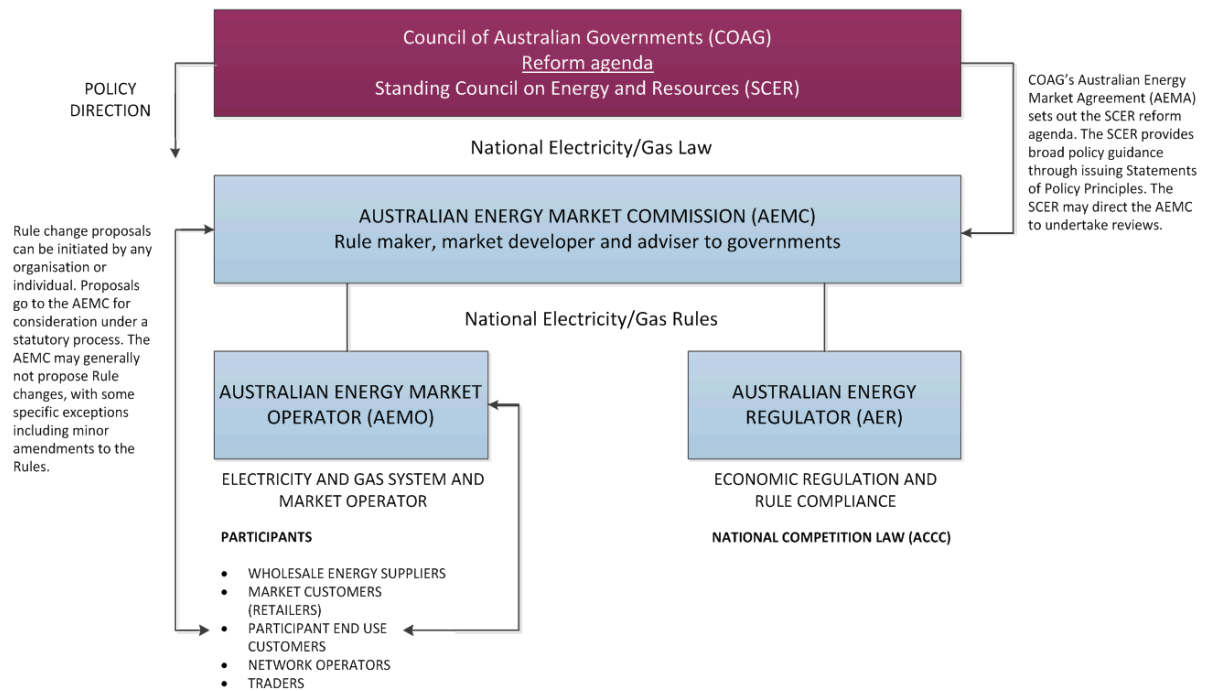 Council of Australian Governments (COAG)
Reform agenda
Standing Council on Energy and Resources (SCER)
POLICY
DIRECTION
COAG's Australian Energy
Market Agreement (AEMA)
sets out the SCER reform
agenda. The SCER provides
broad policy guidance
through issuing Statements
of Policy Principles. The
SCER may direct the AEMC
to undertake reviews.
National Electricity/Gas Law
AUSTRALIAN ENERGY MARKET COMMISSION (AEMC)
Rule maker, market developer and adviser to governments
Rule change proposals
can be initiated by any
organisation or
individual. Proposals
go to the AEMC for
consideration under a
statutory process. The
AEMC may generally
not propose Rule
changes, with some
specific exceptions
including minor
amendments to the
Rules.
National Electricity/Gas Rules
AUSTRALIAN ENERGY MARKET
OPERATOR (AEMO)
AUSTRALIAN ENERGY
REGULATOR (AER)
ELECTRICITY AND GAS SYSTEM AND
MARKET OPERATOR
ECONOMIC REGULATION AND
RULE COMPLIANCE
NATIONAL COMPETITION LAW (ACCC)
PARTICIPANTS
• WHOLESALE ENERGY SUPPLIERS
• MARKET CUSTOMERS
(RETAILERS)
• PARTICIPANT END USE
CUSTOMERS
• NETWORK OPERATORS
• TRADERS